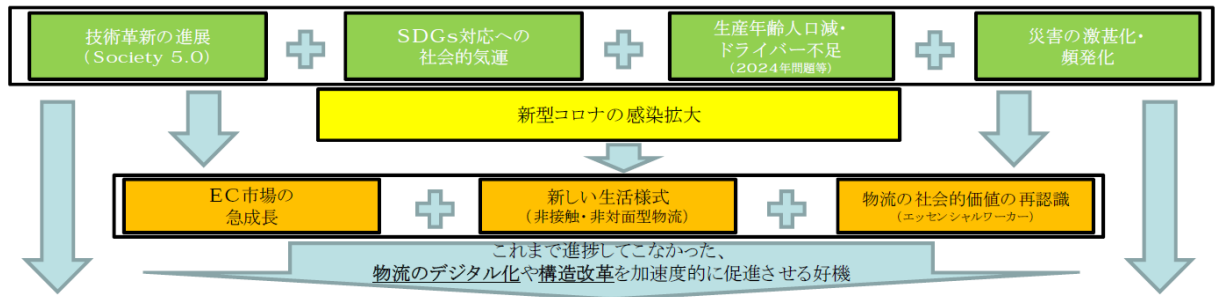 技術革新の進展
(Society 5.0)
SDGs対応への
社会的気運
生産年齢人口減・
ドライバー不足
(2024年問題等)
災害の激甚化・
頻発化
新型コロナの感染拡大
EC市場の
急成長
新しい生活様式
(非接触・非対面型物流)
物流の社会的価値の再認識
(エッセンシャルワーカー)
これまで進捗してこなかった、
物流のデジタル化や構造改革を加速度的に促進させる好機